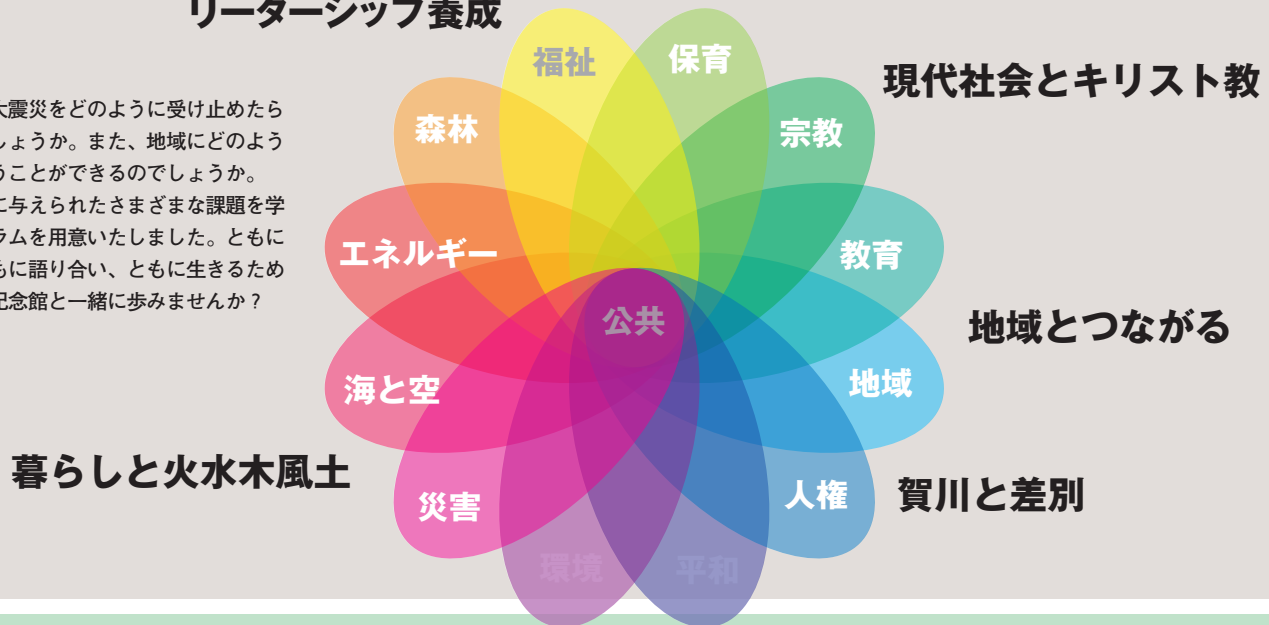 リーダーシップ養成
大震災をどのように受け止めたら
しょうか。また、地域にどのよう
うことができるのでしょうか。
に与えられたさまざまな課題を学
ラムを用意いたしました。ともに
もに語り合い、ともに生きるため
記念館と一緒に歩みませんか？
福祉
保育
現代社会とキリスト教
森林
宗教
エネルギー
教育
公共
地域とつながる
海と空
地域
暮らしと火水木風土
災害
人権
賀川と差別
環境
平和